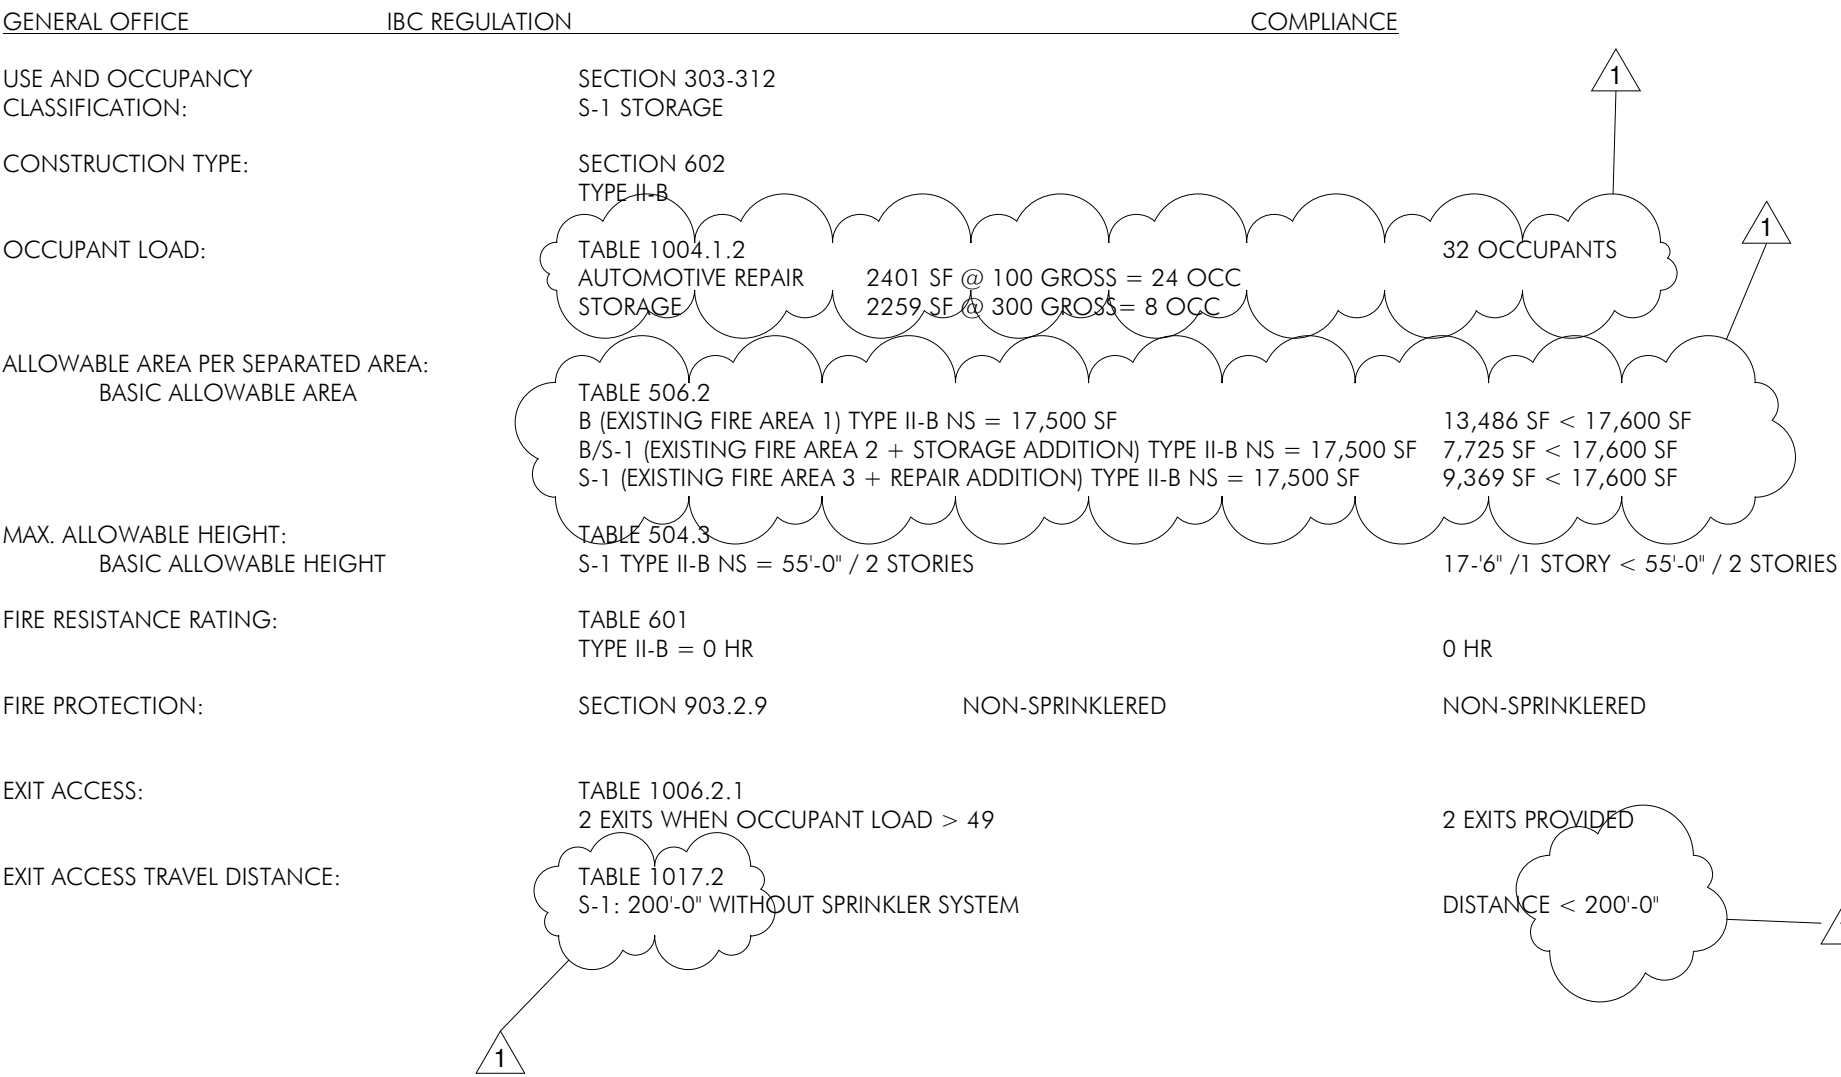 GENERAL OFFICE IBC REGULATION COMPLIANCE
1
USE AND OCCUPANCY SECTION 303-312
CLASSIFICATION: S-1 STORAGE
CONSTRUCTION TYPE: SECTION 602
TYPE II-B
1
OCCUPANT LOAD: TABLE 1004.1.2 32 OCCUPANTS
AUTOMOTIVE REPAIR 2401 SF @ 100 GROSS = 24 OCC
STORAGE 2259 SF @ 300 GROSS= 8 OCC
ALLOWABLE AREA PER SEPARATED AREA:
BASIC ALLOWABLE AREA TABLE 506.2
B (EXISTING FIRE AREA 1) TYPE II-B NS = 17,500 SF 13,486 SF < 17,600 SF
B/S-1 (EXISTING FIRE AREA 2 + STORAGE ADDITION) TYPE II-B NS = 17,500 SF 7,725 SF < 17,600 SF
S-1 (EXISTING FIRE AREA 3 + REPAIR ADDITION) TYPE II-B NS = 17,500 SF 9,369 SF < 17,600 SF
MAX. ALLOWABLE HEIGHT: TABLE 504.3
BASIC ALLOWABLE HEIGHT S-1 TYPE II-B NS = 55'-0" / 2 STORIES 17-'6" /1 STORY < 55'-0" / 2 STORIES
FIRE RESISTANCE RATING: TABLE 601
TYPE II-B = 0 HR 0 HR
FIRE PROTECTION: SECTION 903.2.9 NON-SPRINKLERED NON-SPRINKLERED
EXIT ACCESS: TABLE 1006.2.1
2 EXITS WHEN OCCUPANT LOAD > 49 2 EXITS PROVIDED
EXIT ACCESS TRAVEL DISTANCE: TABLE 1017.2
S-1: 200'-0" WITHOUT SPRINKLER SYSTEM DISTANCE < 200'-0"
1